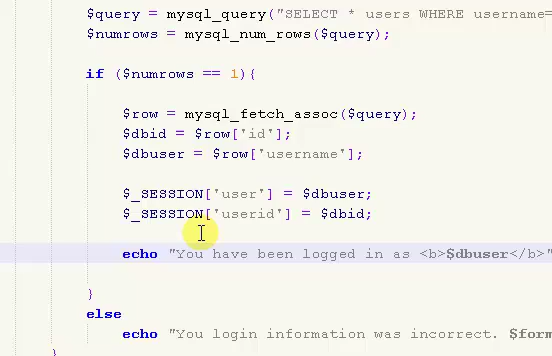 $query = mysql_query("SELECT * users WHERE username=
$numrows = mysql_num_rows($query);
if ($numrows == 1){
$row = mysql_fetch_assoc($query);
$dbid = $row['id'];
$dbuser = $row['username'];
$_SESSION['user'] = $dbuser;
$_SESSION['userid'] = $dbid;
echo "You have been logged in as <b>$dbuser</b>"
}
else
echo "You login information was incorrect. $form
}